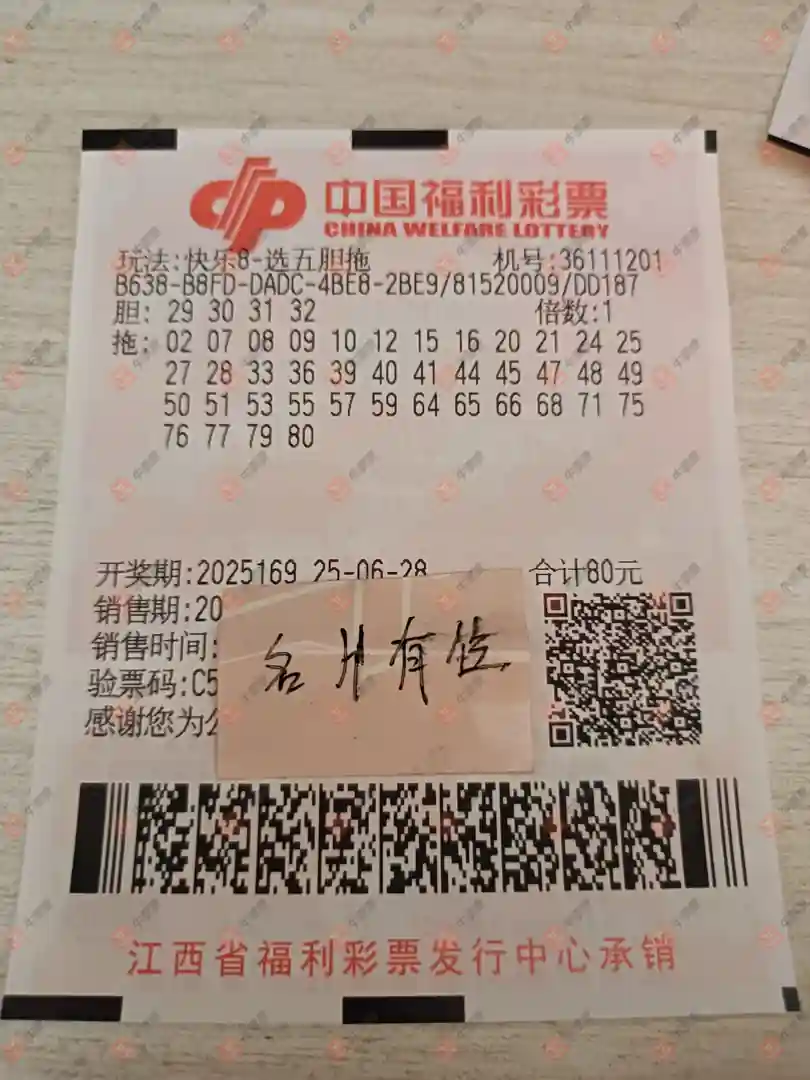 中国福利彩票
CHINA WELFARE LOTTERY
玩法:快乐8-选五胆拖 机号:36111201
B638-B8FD-DADC-4BE8-2BE9/81520009/DD187
胆: 29 30 31 32 倍数:1
拖: 02 07 08 09 10 12 15 16 20 21 24 25
27 28 33 36 39 40 41 44 45 47 48 49
50 51 53 55 57 59 64 65 66 68 71 75
76 77 79 80
开奖期:2025169 25-06-28 合计80元
销售期:20
销售时间:
验票码:C5
感谢您为公
名片有位
江西省福利彩票发行中心承销